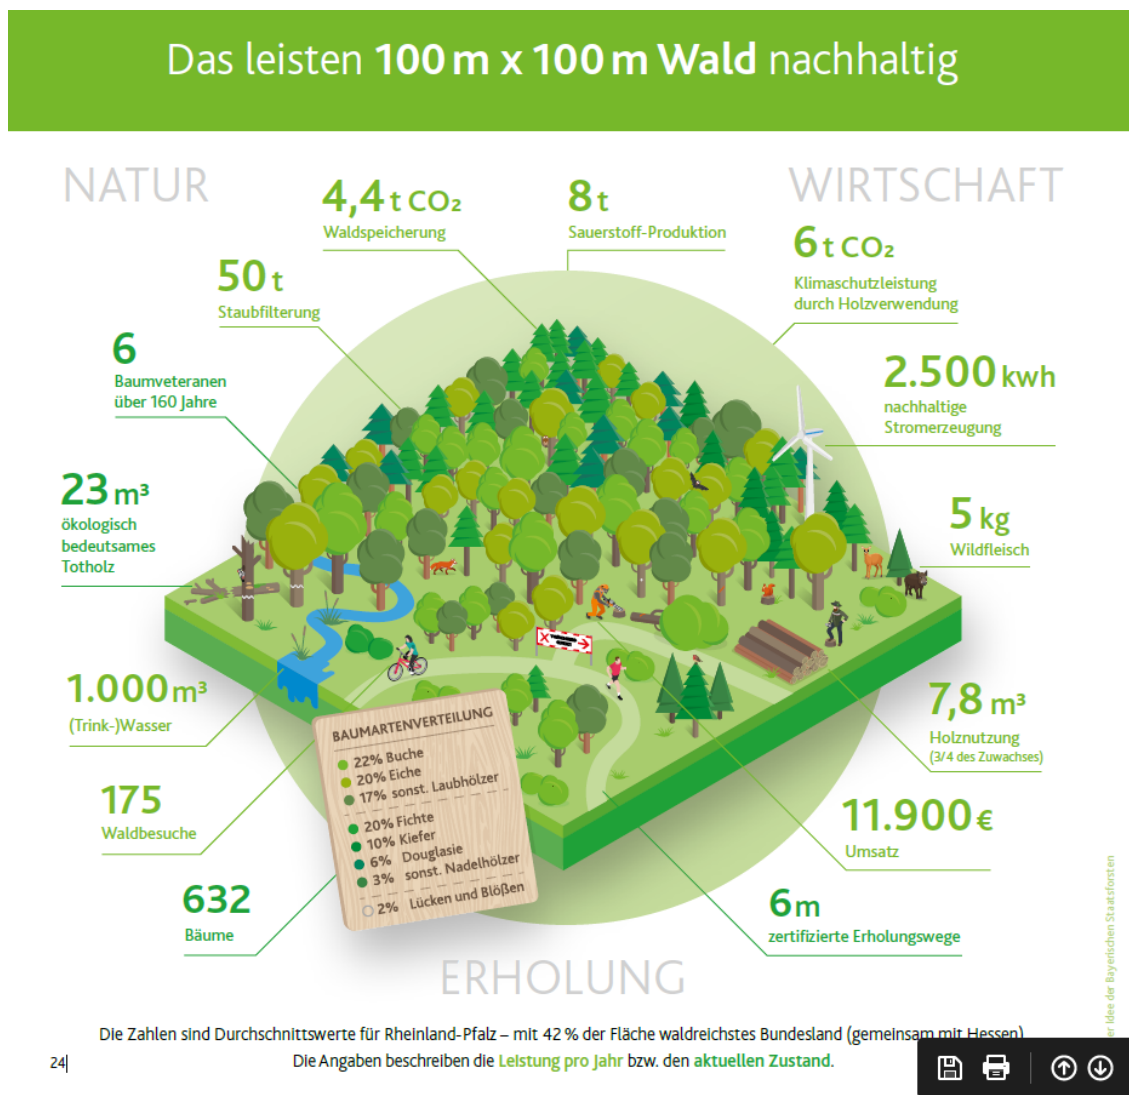 Das leisten 100 m x 100 m Wald nachhaltig
NATUR
WIRTSCHAFT
4,4 t CO₂
Waldspeicherung
8 t
Sauerstoff-Produktion
6 t CO₂
Klimaschutzleistung
durch Holzverwendung
50 t
Staubfilterung
6
Baumveteranen
über 160 Jahre
2.500 kwh
nachhaltige
Stromerzeugung
23 m³
ökologisch
bedeutsames
Totholz
5 kg
Wildfleisch
1.000 m³
(Trink-)Wasser
7,8 m³
Holznutzung
(3/4 des Zuwachses)
BAUMARTENVERTEILUNG
22% Buche
20% Eiche
17% sonst. Laubhölzer
20% Fichte
10% Kiefer
6% Douglasie
3% sonst. Nadelhölzer
2% Lücken und Blößen
175
Waldbesuche
11.900 €
Umsatz
632
Bäume
6 m
zertifizierte Erholungswege
ERHOLUNG
er Idee der Bayerischen Staatsforsten
Die Zahlen sind Durchschnittswerte für Rheinland-Pfalz – mit 42 % der Fläche waldreichstes Bundesland (gemeinsam mit Hessen)
Die Angaben beschreiben die Leistung pro Jahr bzw. den aktuellen Zustand.
24|